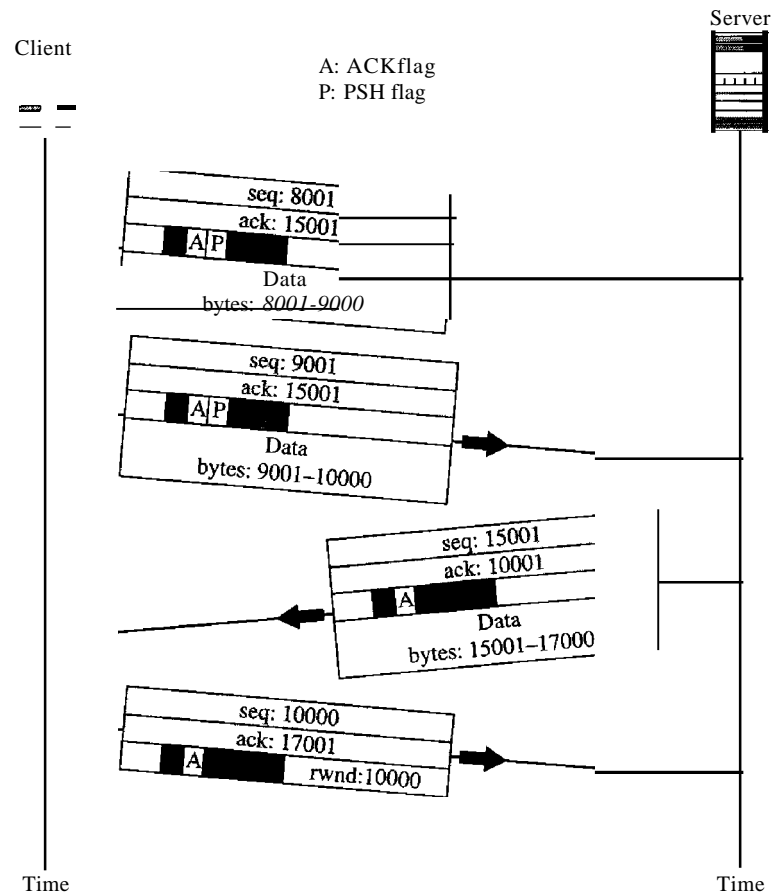 Server
Client
A: ACKflag
P: PSH flag
seq: 8001
ack: 15001
A P
Data
bytes: 8001-9000
seq: 9001
ack: 15001
A P
Data
bytes: 9001-10000
seq: 15001
ack: 10001
A
Data
bytes: 15001-17000
seq: 10000
ack: 17001
A
rwnd:10000
Time
Time